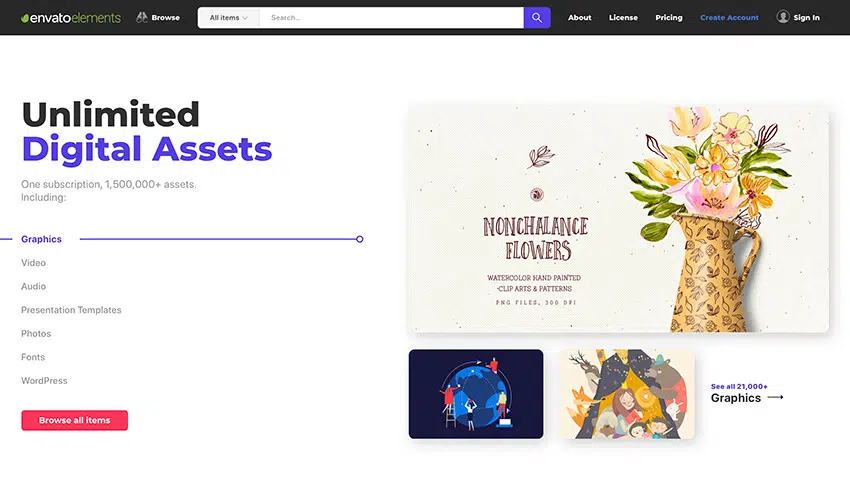 envatoelements
Browse
All items
Search...
About
License
Pricing
Create Account
Sign In
Unlimited
Digital Assets
One subscription, 1,500,000+ assets.
Including:
Graphics
Video
Audio
Presentation Templates
Photos
Fonts
WordPress
Browse all items
NONCHALANCE
FLOWERS
WATERCOLOR HAND PAINTED
·CLIP ARTS & PATTERNS
PNG FILES, 300 DPI
See all 21,000+
Graphics